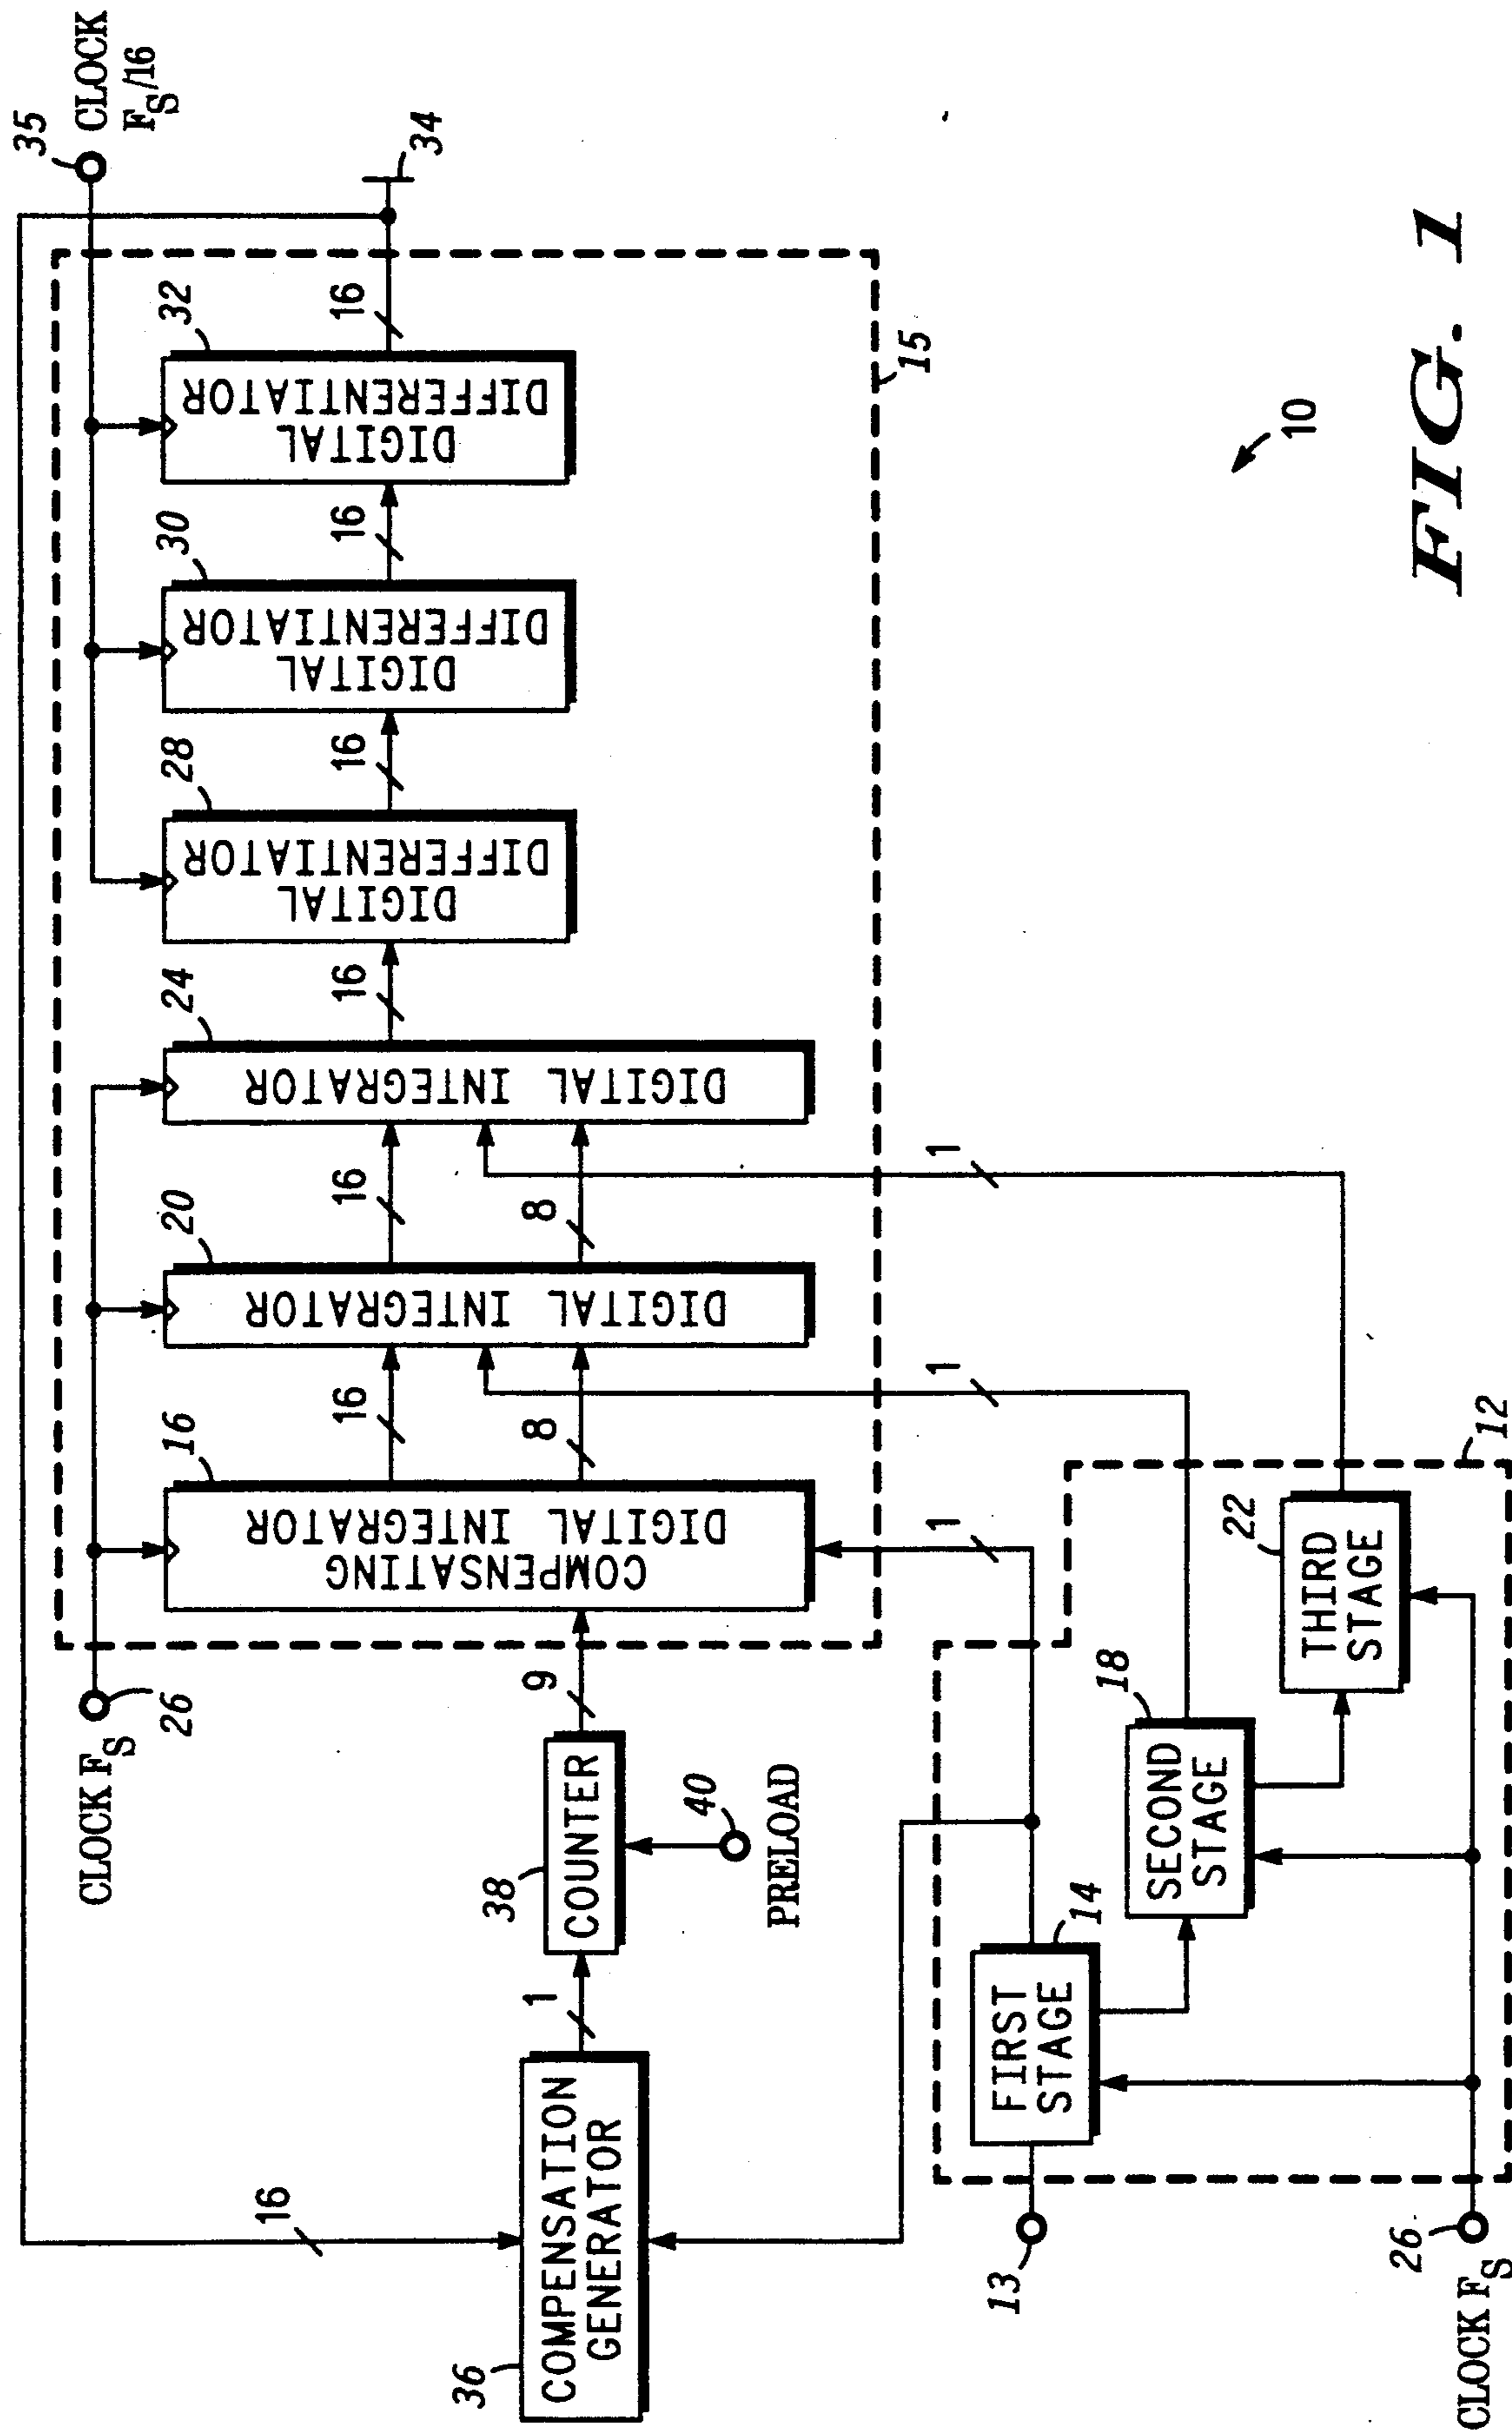 35
CLOCK
FS/16
34
32
16
DIGITAL
DIFFERENTIATOR
15
30
16
DIGITAL
DIFFERENTIATOR
28
16
DIGITAL
DIFFERENTIATOR
24
16
DIGITAL INTEGRATOR
1
20
16
8
DIGITAL INTEGRATOR
1
16
16
8
COMPENSATING
DIGITAL INTEGRATOR
1
CLOCK FS
26
9
38
COUNTER
40
PRELOAD
1
36
COMPENSATION
GENERATOR
16
12
22
THIRD
STAGE
18
SECOND
STAGE
14
FIRST
STAGE
13
26
CLOCK FS
10
FIG. 1